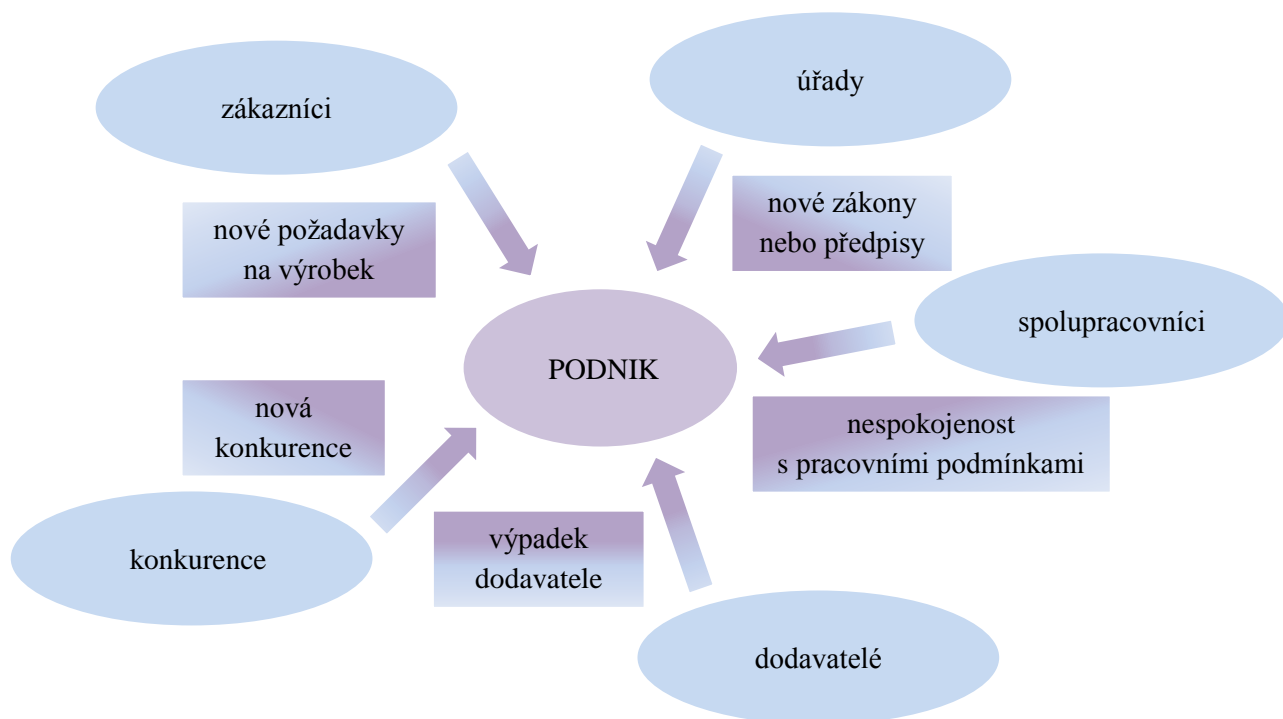 zákazníci
úřady
nové požadavky
na výrobek
nové zákony
nebo předpisy
spolupracovníci
PODNIK
nová
konkurence
nespokojenost
s pracovními podmínkami
konkurence
výpadek
dodavatele
dodavatelé